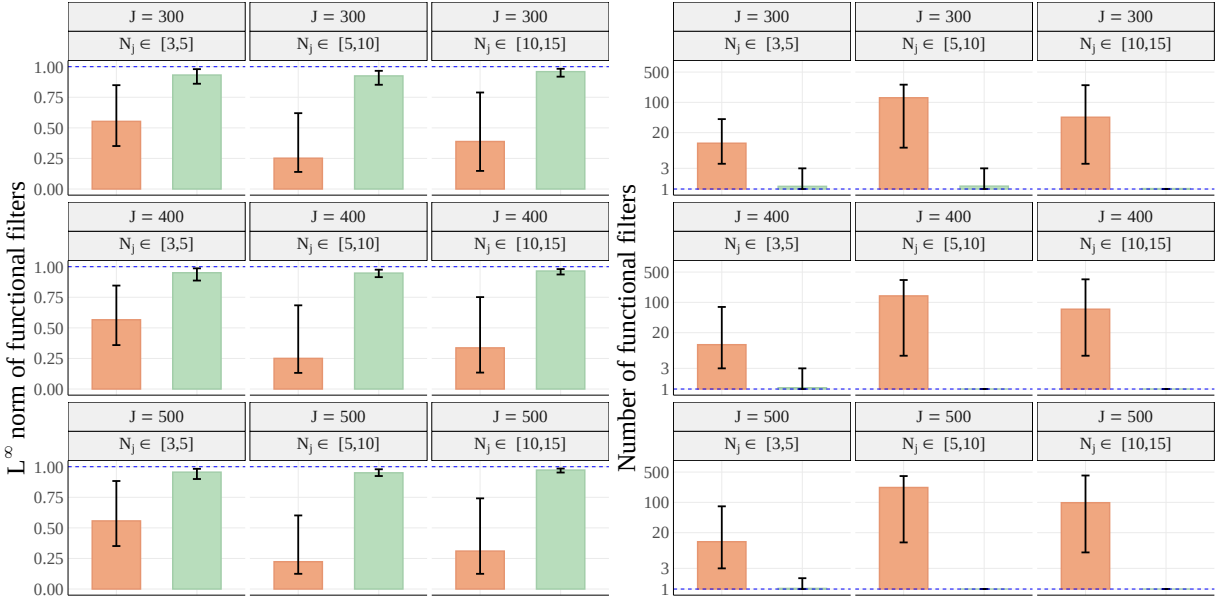 L∞ norm of functional filters
J = 300
J = 300
J = 300
Nj ∈ [3,5]
Nj ∈ [5,10]
Nj ∈ [10,15]
1.00
0.75
0.50
0.25
0.00
J = 400
J = 400
J = 400
Nj ∈ [3,5]
Nj ∈ [5,10]
Nj ∈ [10,15]
1.00
0.75
0.50
0.25
0.00
J = 500
J = 500
J = 500
Nj ∈ [3,5]
Nj ∈ [5,10]
Nj ∈ [10,15]
1.00
0.75
0.50
0.25
0.00
Number of functional filters
J = 300
J = 300
J = 300
Nj ∈ [3,5]
Nj ∈ [5,10]
Nj ∈ [10,15]
500
100
20
3
1
J = 400
J = 400
J = 400
Nj ∈ [3,5]
Nj ∈ [5,10]
Nj ∈ [10,15]
500
100
20
3
1
J = 500
J = 500
J = 500
Nj ∈ [3,5]
Nj ∈ [5,10]
Nj ∈ [10,15]
500
100
20
3
1